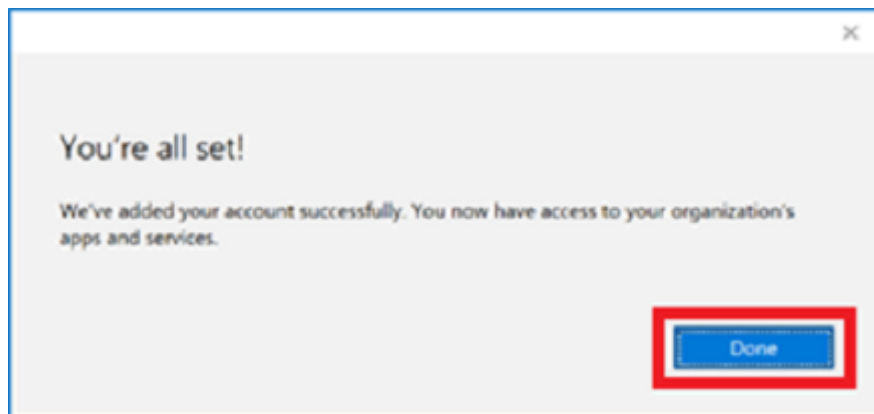 You're all set!
We've added your account successfully. You now have access to your organization's
apps and services.
Done